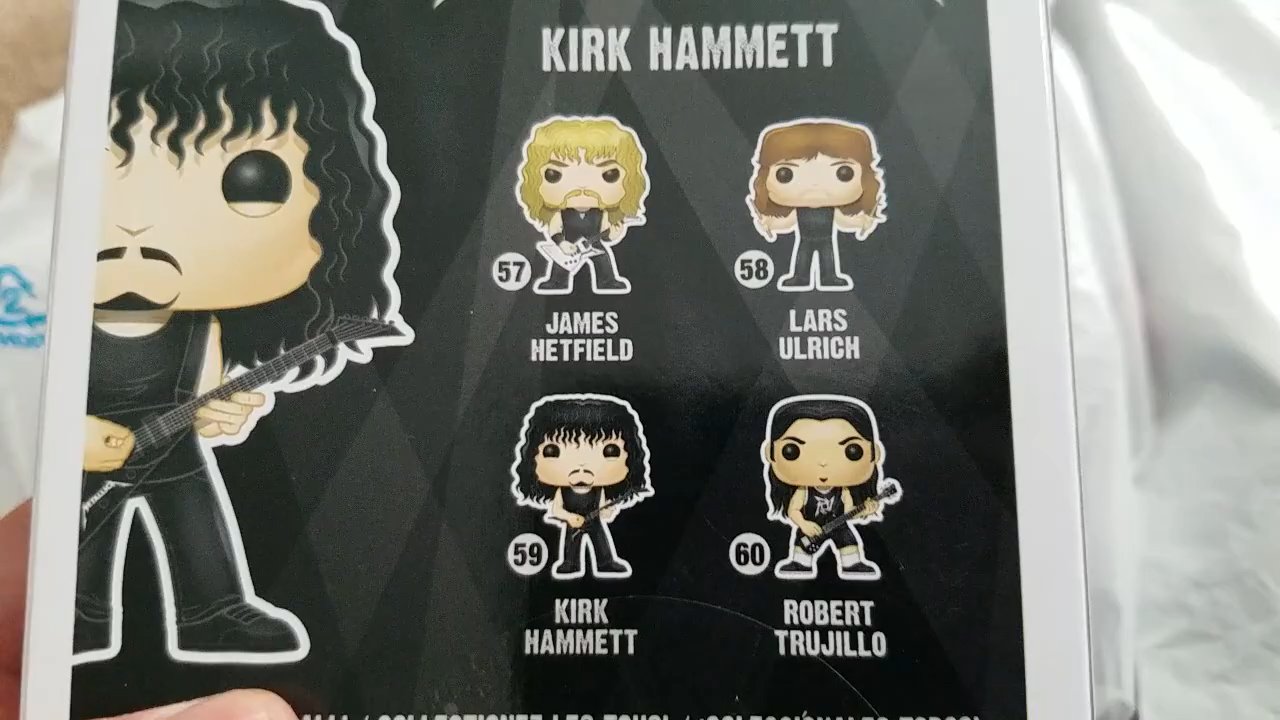 KIRK HAMMETT
57
JAMES
HETFIELD
58
LARS
ULRICH
59
KIRK
HAMMETT
60
ROBERT
TRUJILLO